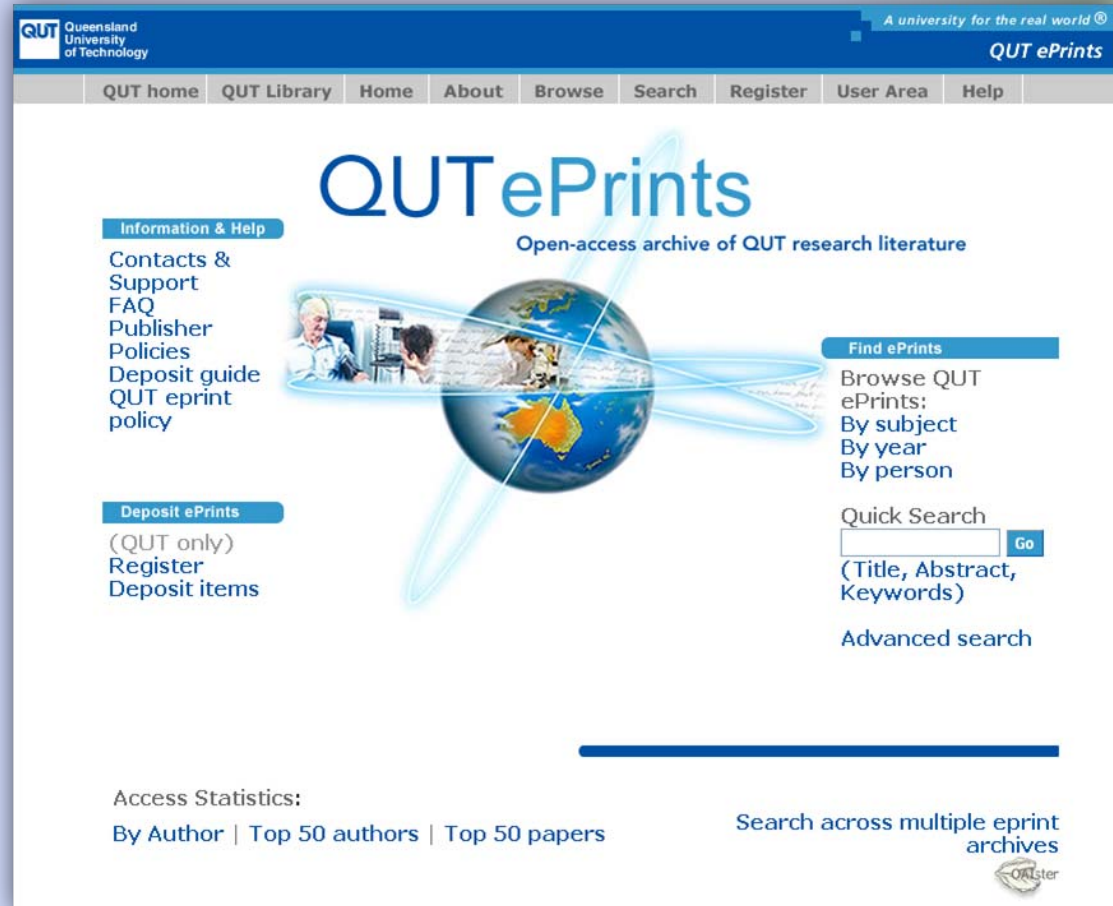 QUT
Queensland
University
of Technology
A university for the real world ®
QUT ePrints
QUT home
QUT Library
Home
About
Browse
Search
Register
User Area
Help
QUT ePrints
Open-access archive of QUT research literature
Information & Help
Contacts &
Support
FAQ
Publisher
Policies
Deposit guide
QUT eprint
policy
Deposit ePrints
(QUT only)
Register
Deposit items
Find ePrints
Browse QUT
ePrints:
By subject
By year
By person
Quick Search
Go
(Title, Abstract,
Keywords)
Advanced search
Access Statistics:
By Author | Top 50 authors | Top 50 papers
Search across multiple eprint
archives
OAIster